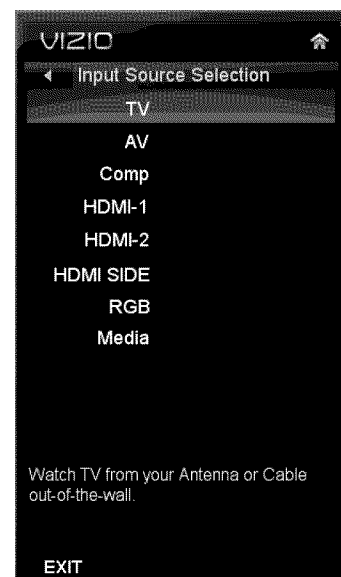 VIZIO
Input Source Selection
TV
AV
Comp
HDMI-1
HDMI-2
HDMI SIDE
RGB
Media
Watch TV from your Antenna or Cable
out-of-the-wall.
EXIT